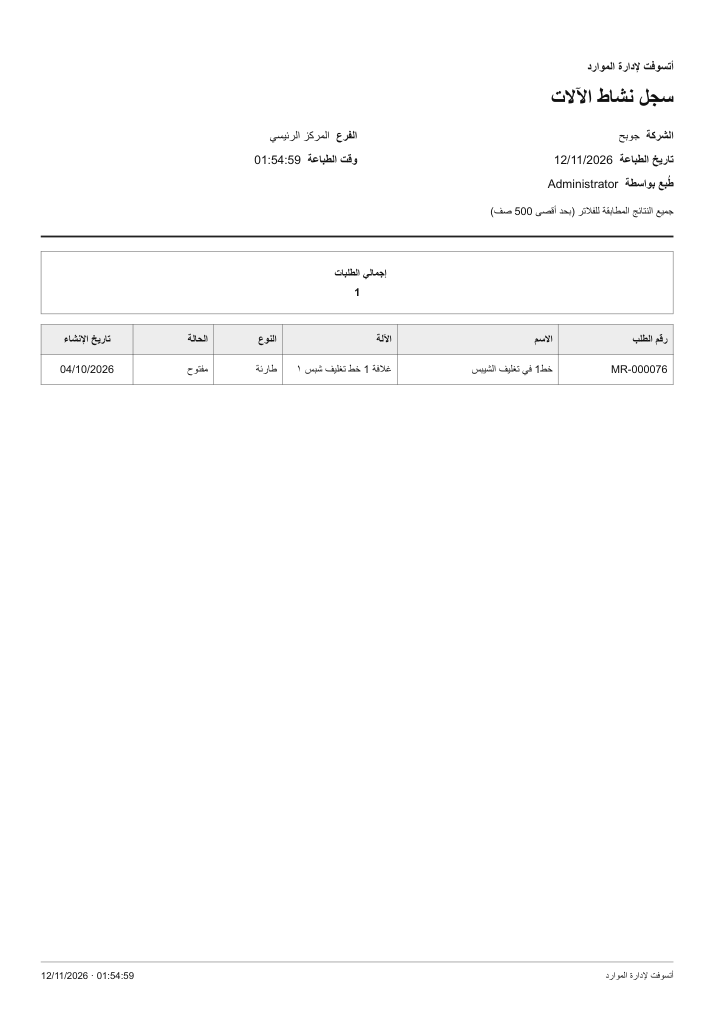 أتسوفت لإدارة الموارد
سجل نشاط الآلات
الشركة جوبح الفرع المركز الرئيسي
تاريخ الطباعة 12/11/2026 وقت الطباعة 01:54:59
طُبع بواسطة Administrator
جميع النتائج المطابقة للفلاتر (بحد أقصى 500 صف)
إجمالي الطلبات
1
رقم الطلب الاسم الآلة النوع الحالة تاريخ الإنشاء
MR-000076 خط1 في تغليف الشيبس غلافة 1 خط تغليف شبس ١ طارئة مفتوح 04/10/2026
أتسوفت لإدارة الموارد 12/11/2026 · 01:54:59